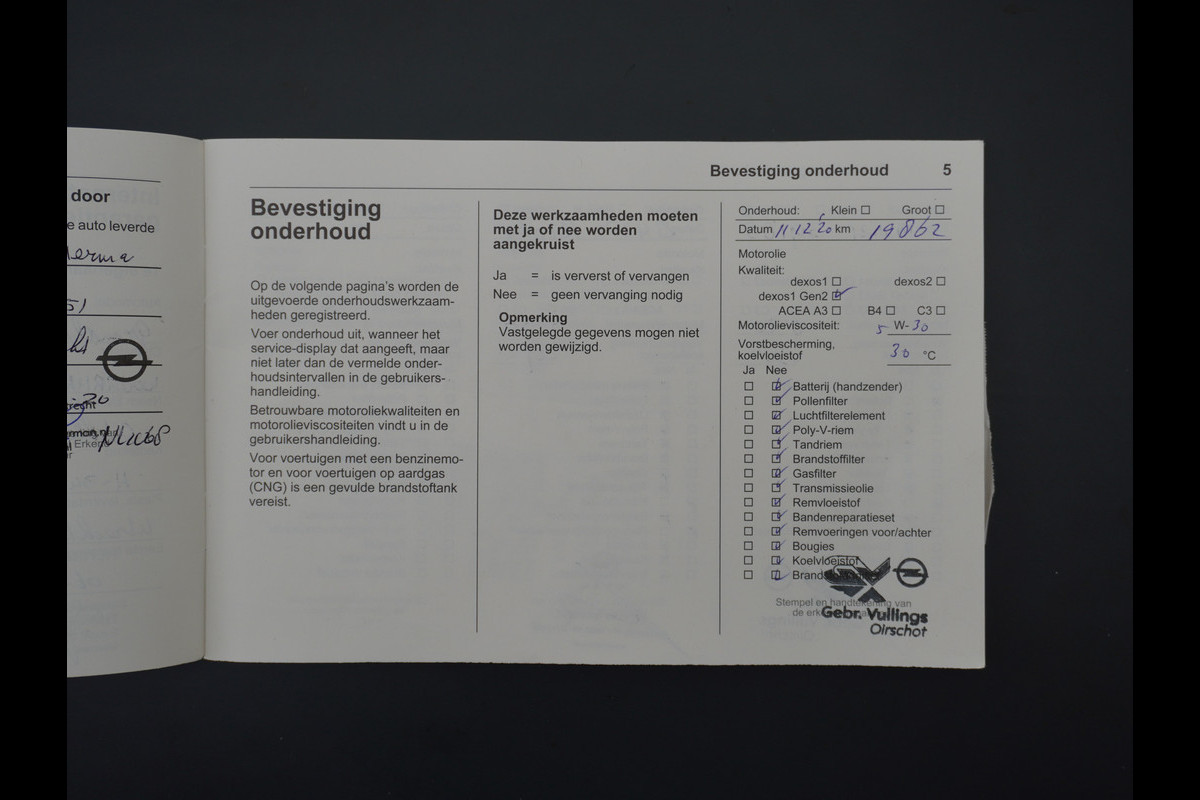 door
e auto leverde
51
Erke
Bevestiging onderhoud 5
Bevestiging
onderhoud
Op de volgende pagina's worden de
uitgevoerde onderhoudswerkzaam-
heden geregistreerd.
Voer onderhoud uit, wanneer het
service-display dat aangeeft, maar
niet later dan de vermelde onder-
houdsintervallen in de gebruikers-
handleiding.
Betrouwbare motoroliekwaliteiten en
motorolieviscositeiten vindt u in de
gebruikershandleiding.
Voor voertuigen met een benzinemo-
tor en voor voertuigen op aardgas
(CNG) is een gevulde brandstoftank
vereist.
Deze werkzaamheden moeten
met ja of nee worden
aangekruist
Ja = is ververst of vervangen
Nee = geen vervanging nodig
Opmerking
Vastgelegde gegevens mogen niet
worden gewijzigd.
Onderhoud: Klein ☐ Groot ☐
Datum 11.12 20 km 19862
Motorolie
Kwaliteit:
dexos1 ☐ dexos2 ☐
dexos1 Gen2 ☑
ACEA A3 ☐ B4 ☐ C3 ☐
Motorolieviscositeit: 5 W- 30
Vorstbescherming,
koelvloeistof 30 °C
Ja Nee
☐ ☑ Batterij (handzender)
☐ ☑ Pollenfilter
☐ ☑ Luchtfilterelement
☐ ☑ Poly-V-riem
☐ ☑ Tandriem
☐ ☑ Brandstoffilter
☐ ☑ Gasfilter
☐ ☑ Transmissieolie
☐ ☑ Remvloeistof
☐ ☑ Bandenreparatieset
☐ ☑ Remvoeringen voor/achter
☐ ☑ Bougies
☐ ☑ Koelvloeistof
☐ ☑ Brands
Stempel en handtekening van
de erk
Gebr. Vullings
Oirschot